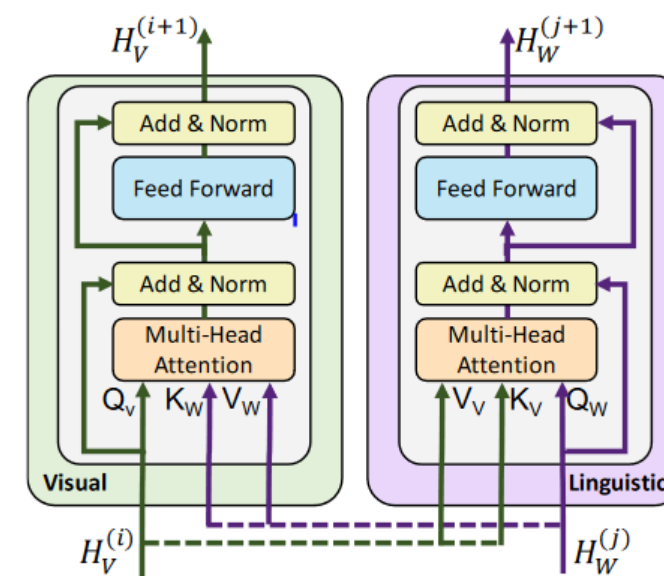 H_V^{(i+1)} H_W^{(j+1)}
Add & Norm Add & Norm
Feed Forward Feed Forward
Add & Norm Add & Norm
Multi-Head Multi-Head
Attention Attention
Q_v K_W V_W V_V K_V Q_W
Visual Linguistic
H_V^{(i)} H_W^{(j)}